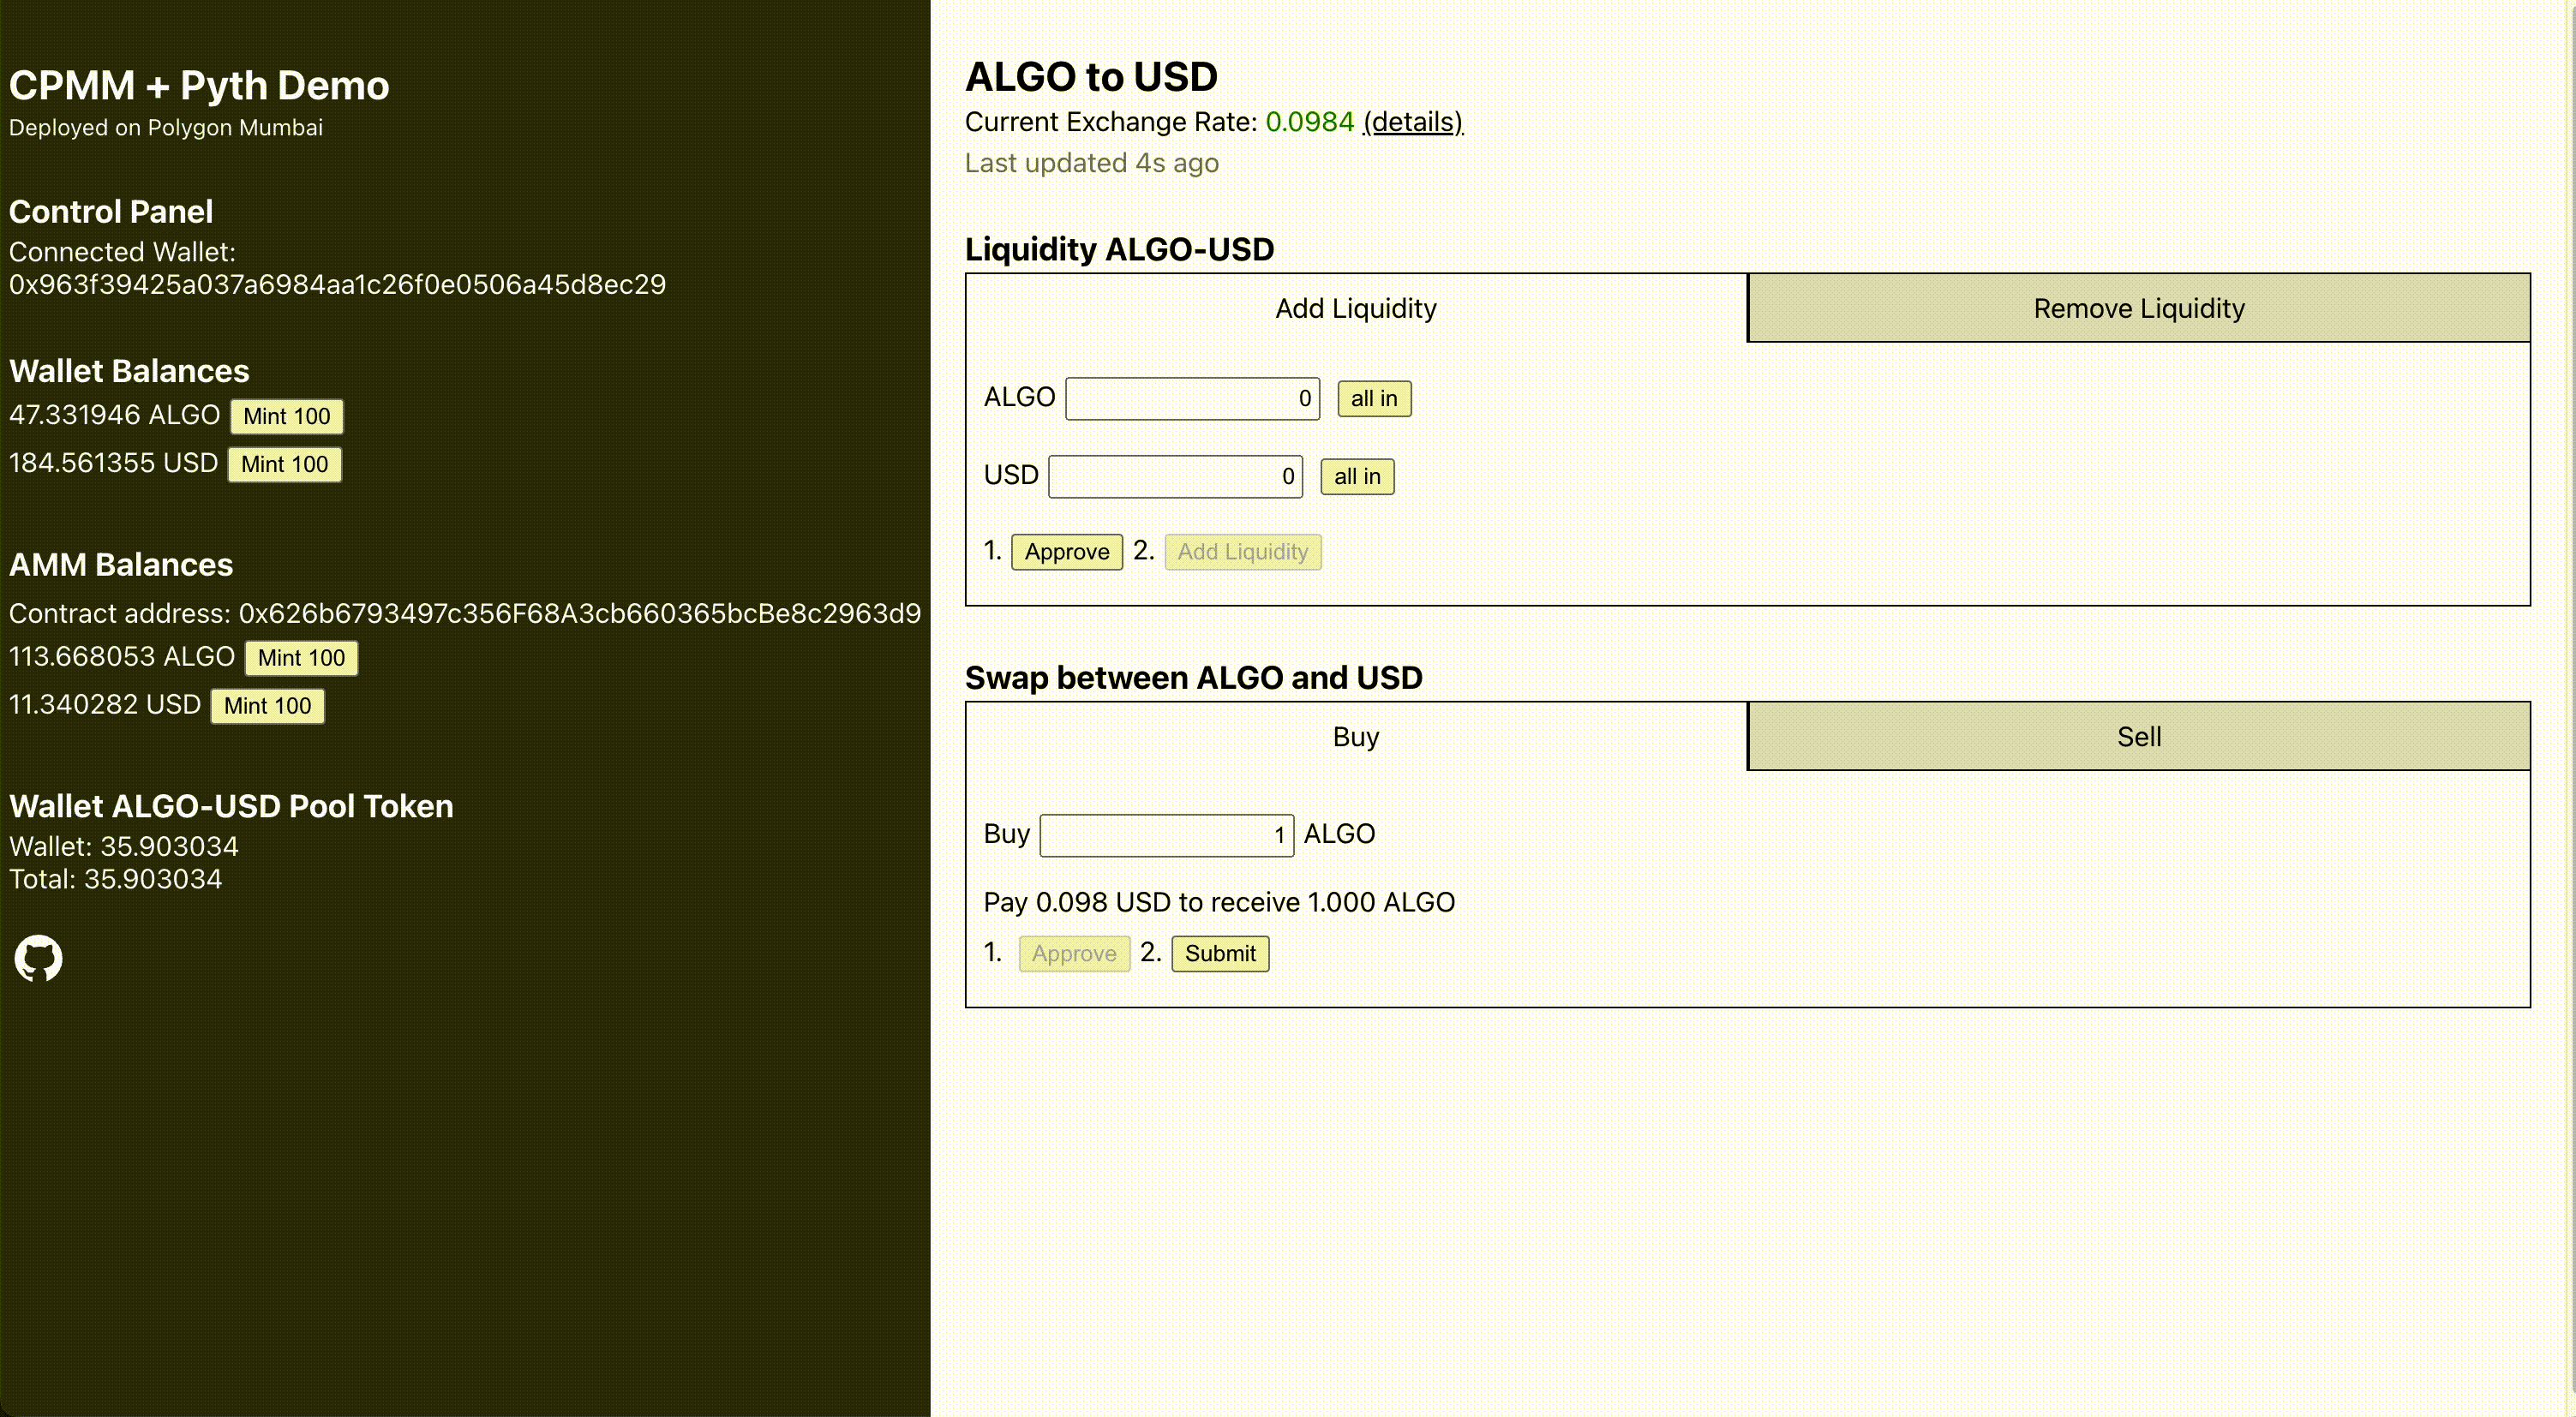 CPMM + Pyth Demo
Deployed on Polygon Mumbai
Control Panel
Connected Wallet:
0x963f39425a037a6984aa1c26f0e0506a45d8ec29
Wallet Balances
47.331946 ALGO Mint 100
184.561355 USD Mint 100
AMM Balances
Contract address: 0x626b6793497c356F68A3cb660365bcBe8c2963d9
113.668053 ALGO Mint 100
11.340282 USD Mint 100
Wallet ALGO-USD Pool Token
Wallet: 35.903034
Total: 35.903034
ALGO to USD
Current Exchange Rate: 0.0984 (details)
Last updated 4s ago
Liquidity ALGO-USD
Add Liquidity Remove Liquidity
ALGO 0 all in
USD 0 all in
1. Approve 2. Add Liquidity
Swap between ALGO and USD
Buy Sell
Buy 1 ALGO
Pay 0.098 USD to receive 1.000 ALGO
1. Approve 2. Submit